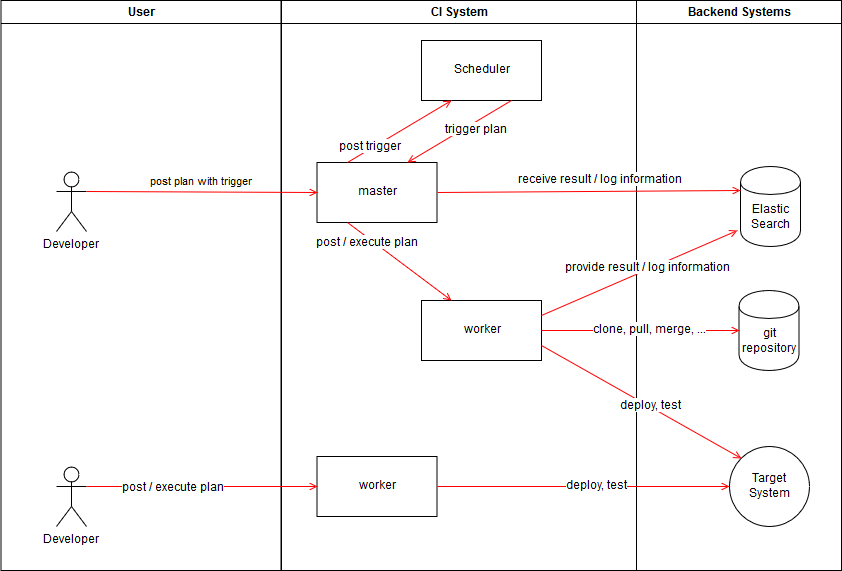 User
CI System
Backend Systems
Scheduler
post trigger
trigger plan
post plan with trigger
master
receive result / log information
Elastic
Search
Developer
post / execute plan
provide result / log information
worker
clone, pull, merge, ...
git
repository
deploy, test
post / execute plan
worker
deploy, test
Target
System
Developer